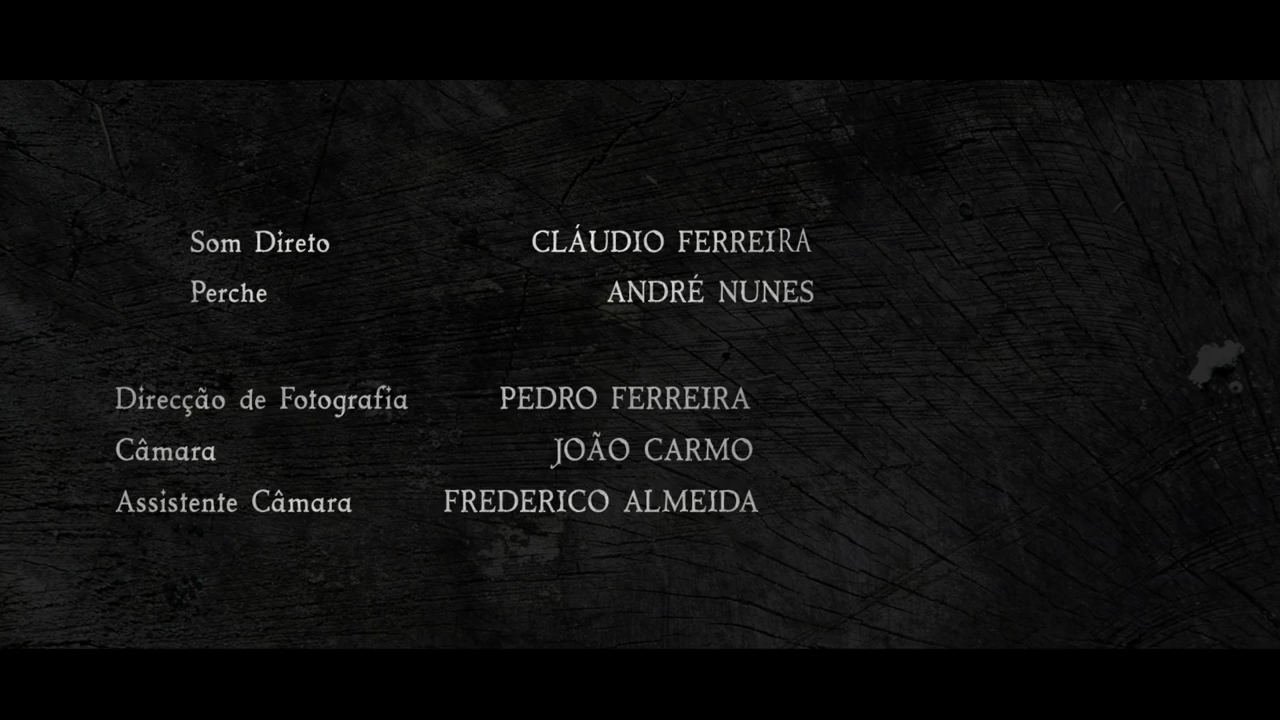 Som Direto CLÁUDIO FERREIRA
Perche ANDRÉ NUNES
Direcção de Fotografia PEDRO FERREIRA
Câmara JOÃO CARMO
Assistente Câmara FREDERICO ALMEIDA